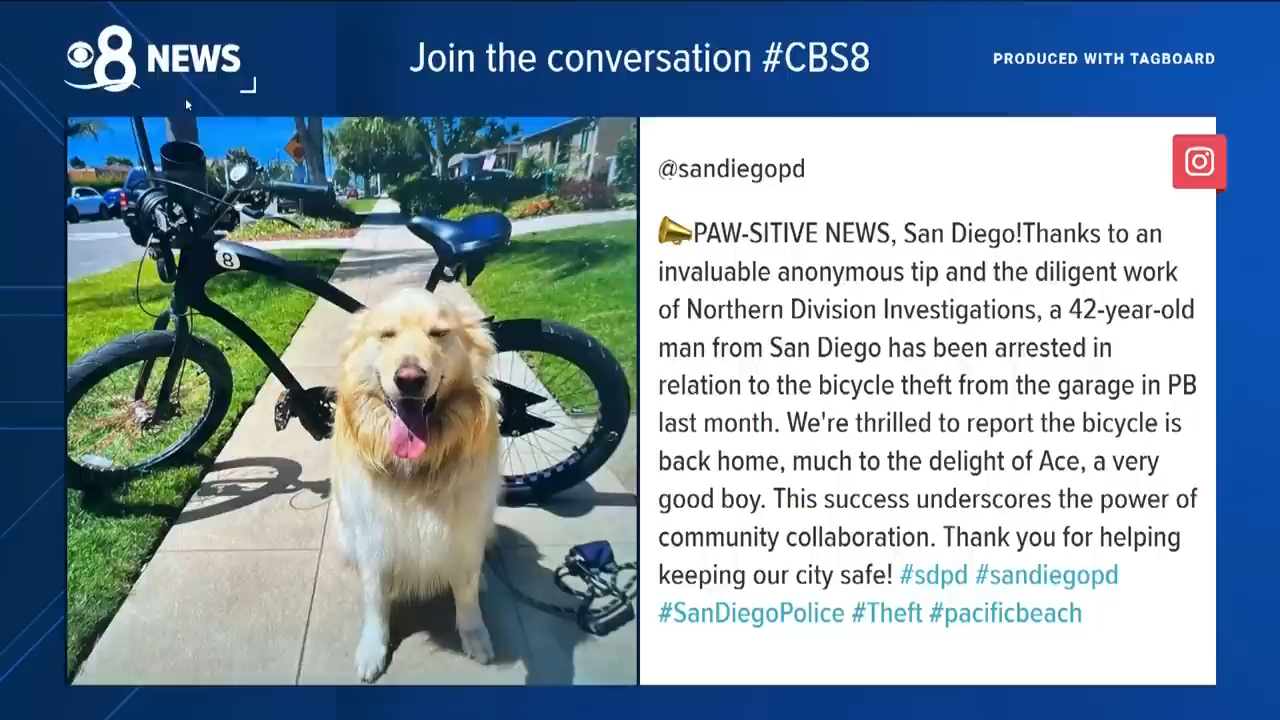 8 NEWS
Join the conversation #CBS8
PRODUCED WITH TAGBOARD
8
@sandiegopd
📣PAW-SITIVE NEWS, San Diego!Thanks to an
invaluable anonymous tip and the diligent work
of Northern Division Investigations, a 42-year-old
man from San Diego has been arrested in
relation to the bicycle theft from the garage in PB
last month. We're thrilled to report the bicycle is
back home, much to the delight of Ace, a very
good boy. This success underscores the power of
community collaboration. Thank you for helping
keeping our city safe! #sdpd #sandiegopd
#SanDiegoPolice #Theft #pacificbeach